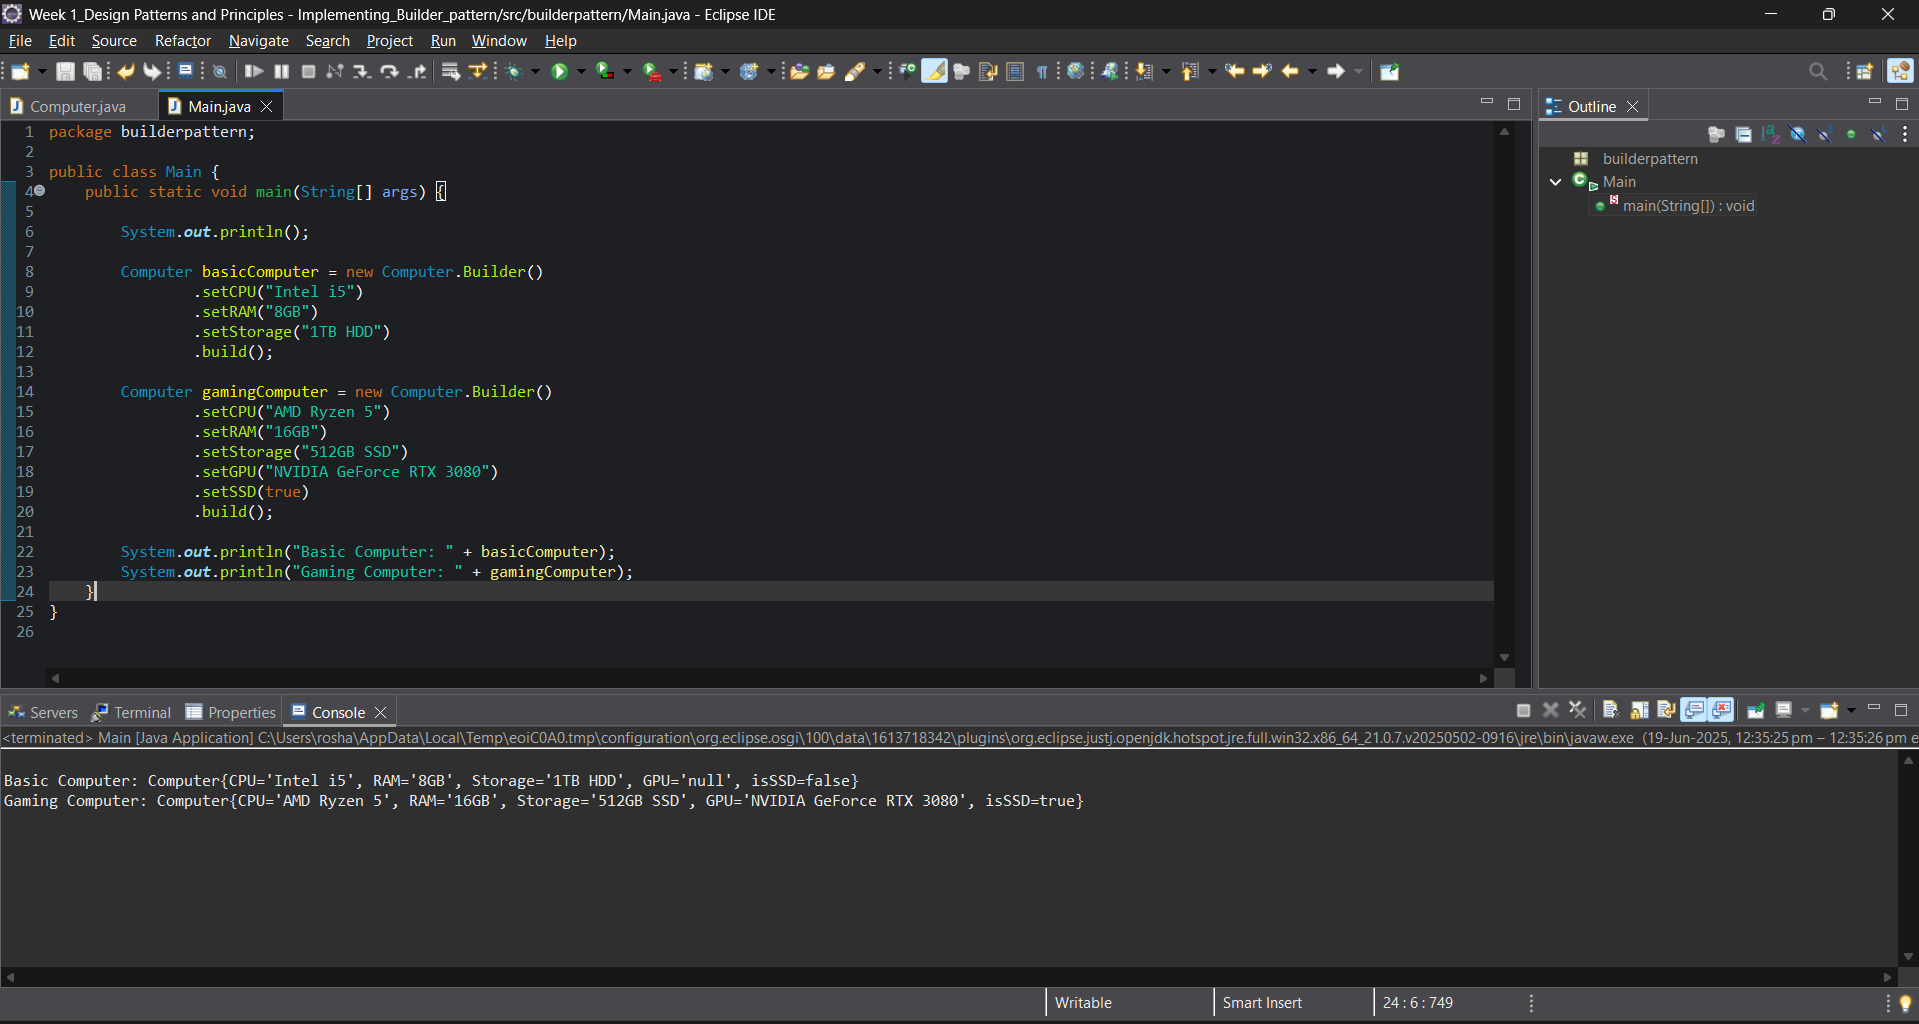 Week 1_Design Patterns and Principles - Implementing_Builder_pattern/src/builderpattern/Main.java - Eclipse IDE
File Edit Source Refactor Navigate Search Project Run Window Help
Computer.java Main.java
1 package builderpattern;
2
3 public class Main {
4 public static void main(String[] args) {
5
6 System.out.println();
7
8 Computer basicComputer = new Computer.Builder()
9 .setCPU("Intel i5")
10 .setRAM("8GB")
11 .setStorage("1TB HDD")
12 .build();
13
14 Computer gamingComputer = new Computer.Builder()
15 .setCPU("AMD Ryzen 5")
16 .setRAM("16GB")
17 .setStorage("512GB SSD")
18 .setGPU("NVIDIA GeForce RTX 3080")
19 .setSSD(true)
20 .build();
21
22 System.out.println("Basic Computer: " + basicComputer);
23 System.out.println("Gaming Computer: " + gamingComputer);
24 }
25 }
26
Outline
builderpattern
Main
main(String[]) : void
Servers Terminal Properties Console
<terminated> Main [Java Application] C:\Users\rosha\AppData\Local\Temp\eoiC0A0.tmp\configuration\org.eclipse.osgi\100\data\1613718342\plugins\org.eclipse.justj.openjdk.hotspot.jre.full.win32.x86_64_21.0.7.v20250502-0916\jre\bin\javaw.exe (19-Jun-2025, 12:35:25 pm – 12:35:26 pm e
Basic Computer: Computer{CPU='Intel i5', RAM='8GB', Storage='1TB HDD', GPU='null', isSSD=false}
Gaming Computer: Computer{CPU='AMD Ryzen 5', RAM='16GB', Storage='512GB SSD', GPU='NVIDIA GeForce RTX 3080', isSSD=true}
Writable Smart Insert 24 : 6 : 749